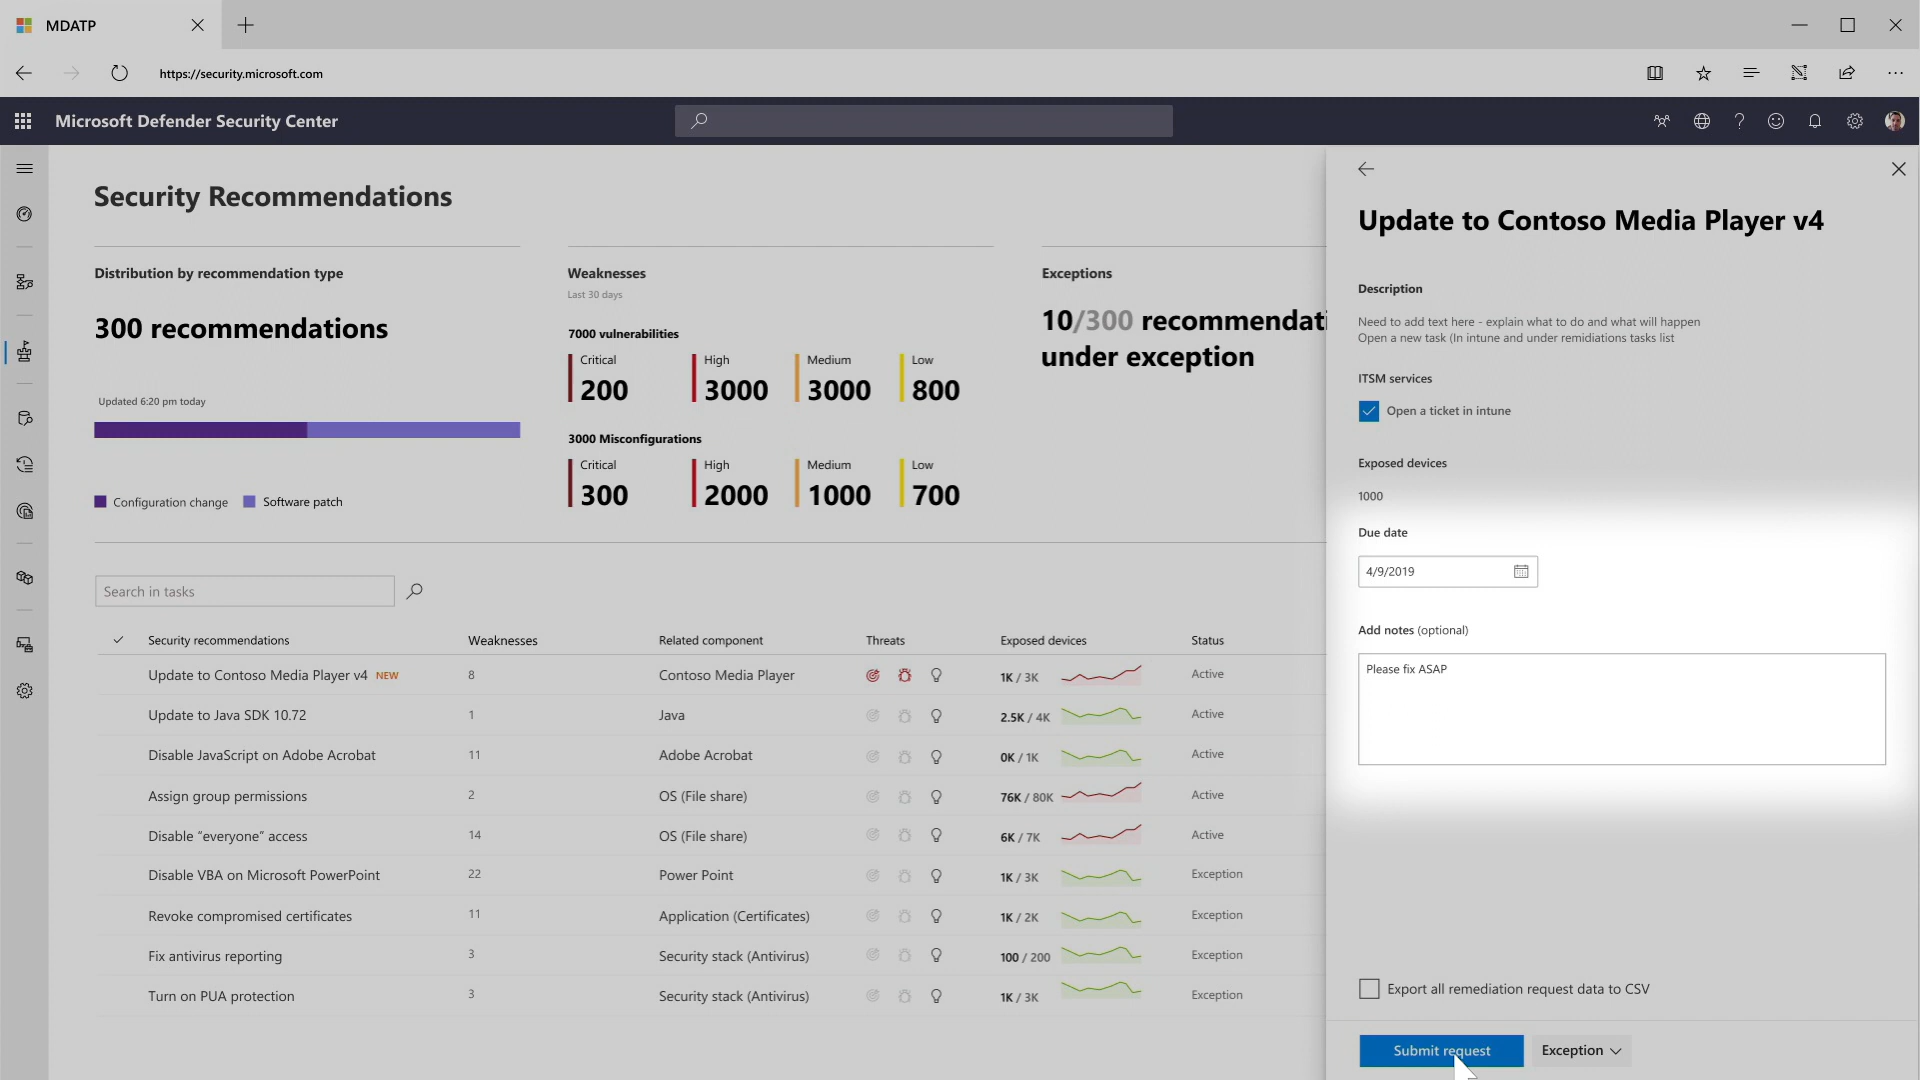 MDATP
https://security.microsoft.com
Microsoft Defender Security Center
Security Recommendations
Distribution by recommendation type
300 recommendations
Updated 6:20 pm today
Configuration change
Software patch
Weaknesses
Last 30 days
7000 vulnerabilities
Critical High Medium Low
200 3000 3000 800
3000 Misconfigurations
Critical High Medium Low
300 2000 1000 700
Exceptions
10/300 recommendati
under exception
Search in tasks
Security recommendations Weaknesses Related component Threats Exposed devices Status
Update to Contoso Media Player v4 NEW 8 Contoso Media Player 1K / 3K Active
Update to Java SDK 10.72 1 Java 2.5K / 4K Active
Disable JavaScript on Adobe Acrobat 11 Adobe Acrobat 0K / 1K Active
Assign group permissions 2 OS (File share) 76K / 80K Active
Disable “everyone” access 14 OS (File share) 6K / 7K Active
Disable VBA on Microsoft PowerPoint 22 Power Point 1K / 3K Exception
Revoke compromised certificates 11 Application (Certificates) 1K / 2K Exception
Fix antivirus reporting 3 Security stack (Antivirus) 100 / 200 Exception
Turn on PUA protection 3 Security stack (Antivirus) 1K / 3K Exception
Update to Contoso Media Player v4
Description
Need to add text here - explain what to do and what will happen
Open a new task (In intune and under remidiations tasks list
ITSM services
Open a ticket in intune
Exposed devices
1000
Due date
4/9/2019
Add notes (optional)
Please fix ASAP
Export all remediation request data to CSV
Submit request
Exception